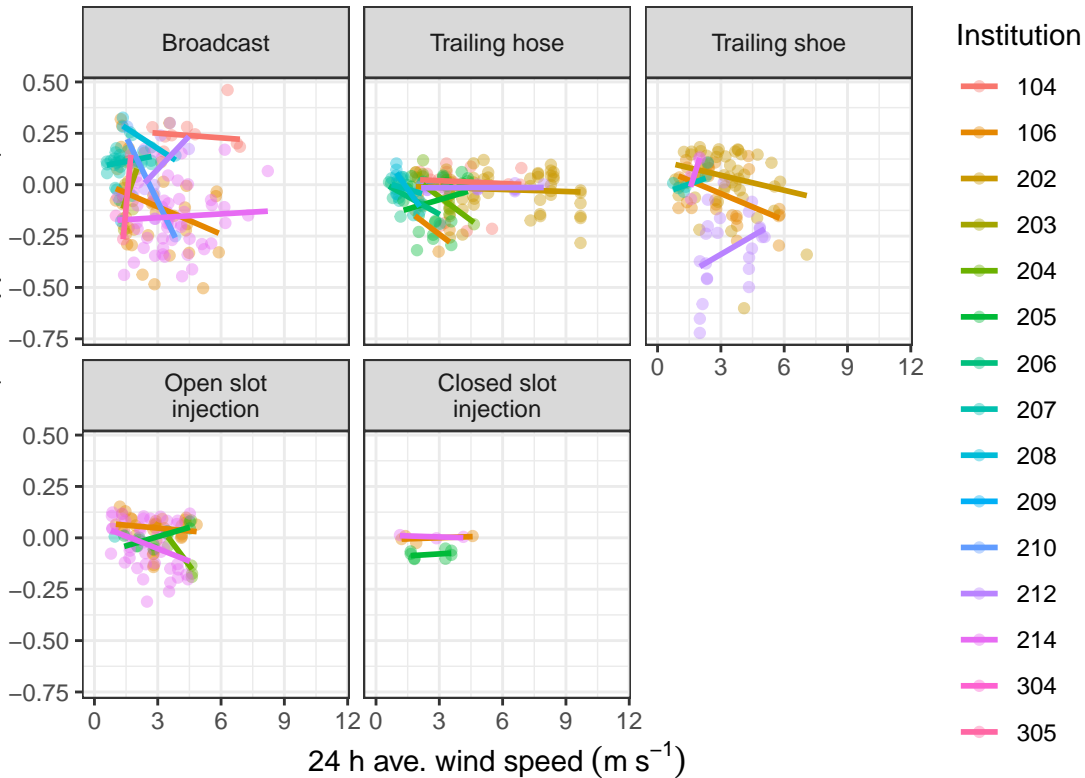 Broadcast
Trailing hose
Trailing shoe
Institution
104
106
202
203
204
205
206
207
208
209
210
212
214
304
305
0.50
0.25
0.00
−0.25
−0.50
−0.75
0 3 6 9 12
Open slot
injection
Closed slot
injection
0.50
0.25
0.00
−0.25
−0.50
−0.75
0 3 6 9 12
0 3 6 9 12
24 h ave. wind speed (m s⁻¹)